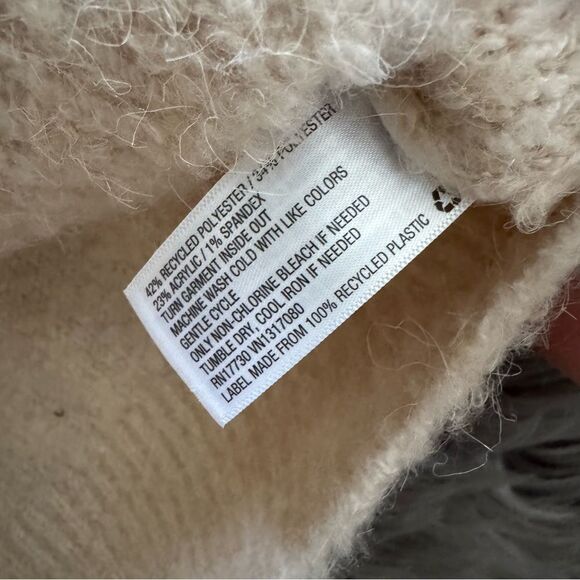 42% RECYCLED POLYESTER / 34% POLYESTER
23% ACRYLIC / 1% SPANDEX
TURN GARMENT INSIDE OUT
MACHINE WASH COLD WITH LIKE COLORS
GENTLE CYCLE
ONLY NON-CHLORINE BLEACH IF NEEDED
TUMBLE DRY, COOL IRON IF NEEDED
RN17730 VN1317080
LABEL MADE FROM 100% RECYCLED PLASTIC